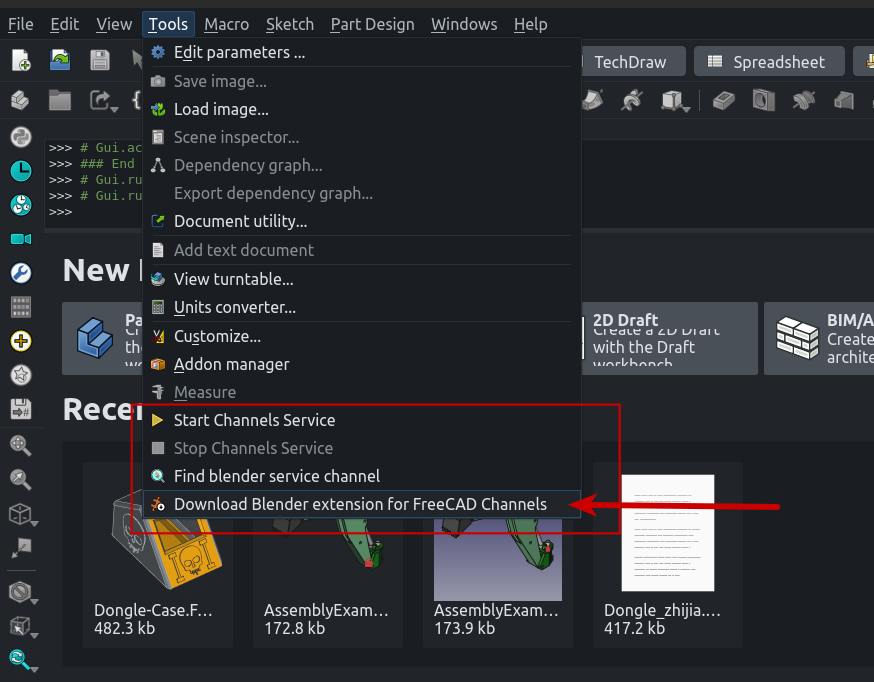 File Edit View Tools Macro Sketch Part Design Windows Help
Edit parameters ...
TechDraw
Spreadsheet
Save image...
Load image...
Scene inspector...
>>> # Gui.ac
Dependency graph...
>>> ### End
>>> # Gui.ru
Export dependency graph...
>>> # Gui.ru
>>>
Document utility...
Add text document
New
View turntable...
Units converter...
Customize...
Addon manager
Measure
Start Channels Service
Stop Channels Service
Find blender service channel
Download Blender extension for FreeCAD Channels
Pa
the
2D Draft
Create a 2D Draft
with the Draft
workbench
BIM/A
Create
archite
Recen
Dongle-Case.F...
482.3 kb
AssemblyExam...
172.8 kb
AssemblyExam...
173.9 kb
Dongle_zhijia....
417.2 kb